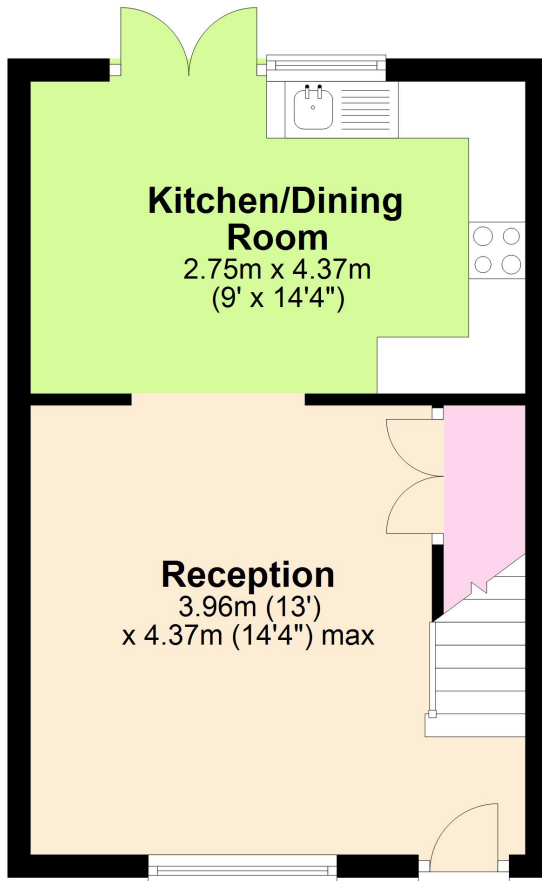 Kitchen/Dining
Room
2.75m x 4.37m
(9' x 14'4")
Reception
3.96m (13')
x 4.37m (14'4") max